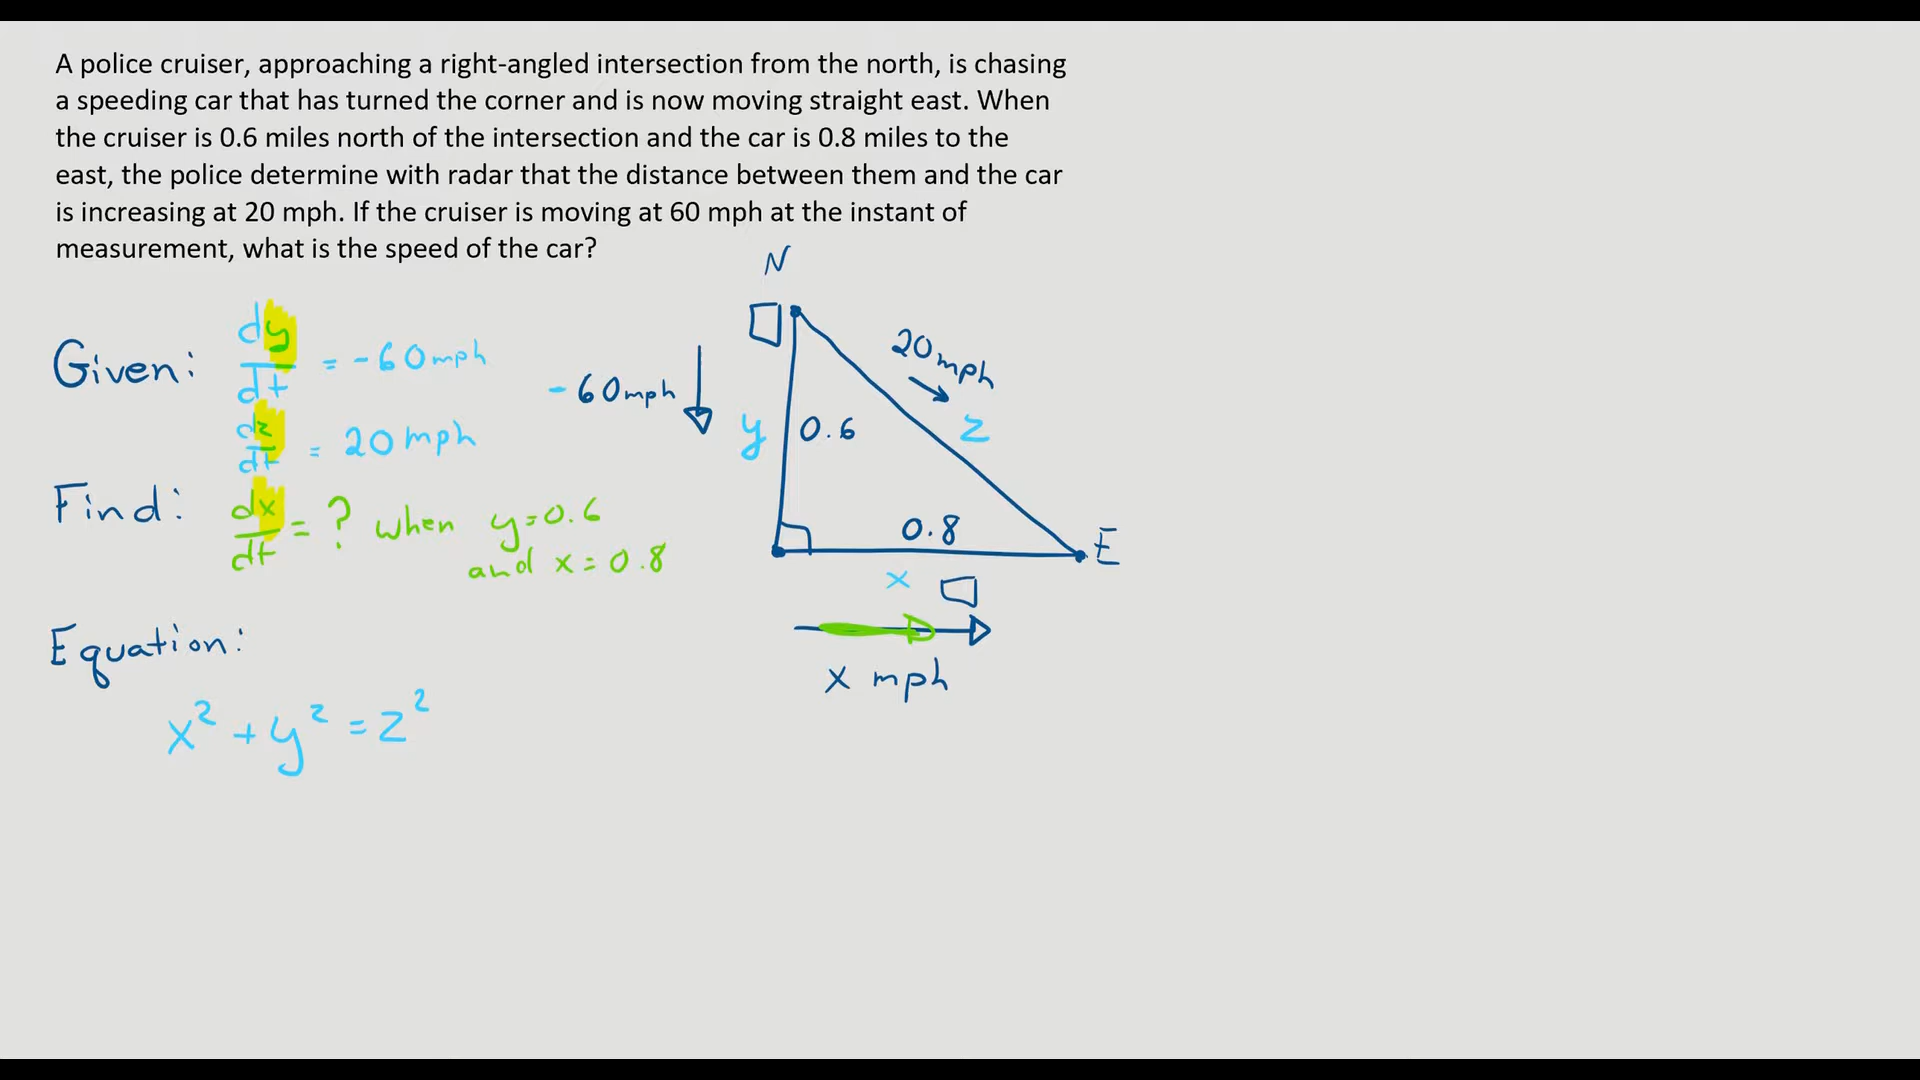 A police cruiser, approaching a right-angled intersection from the north, is chasing
a speeding car that has turned the corner and is now moving straight east. When
the cruiser is 0.6 miles north of the intersection and the car is 0.8 miles to the
east, the police determine with radar that the distance between them and the car
is increasing at 20 mph. If the cruiser is moving at 60 mph at the instant of
measurement, what is the speed of the car?
Given: dy/dt = -60mph
dz/dt = 20mph
Find: dx/dt = ? when y=0.6
and x=0.8
Equation:
x² + y² = z²
N
20mph
-60mph
y
0.6
z
0.8
E
x
x mph